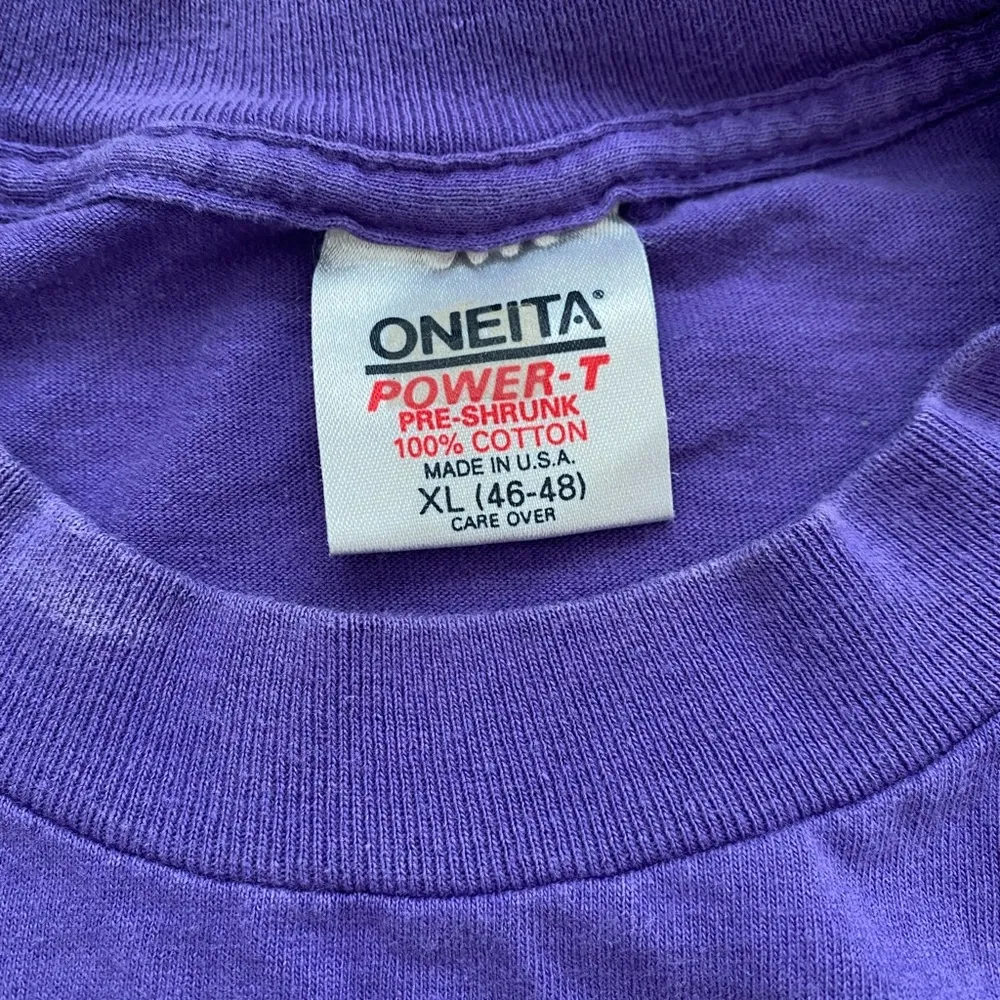 ONEITA®
POWER-T
PRE-SHRUNK
100% COTTON
MADE IN U.S.A.
XL (46-48)
CARE OVER